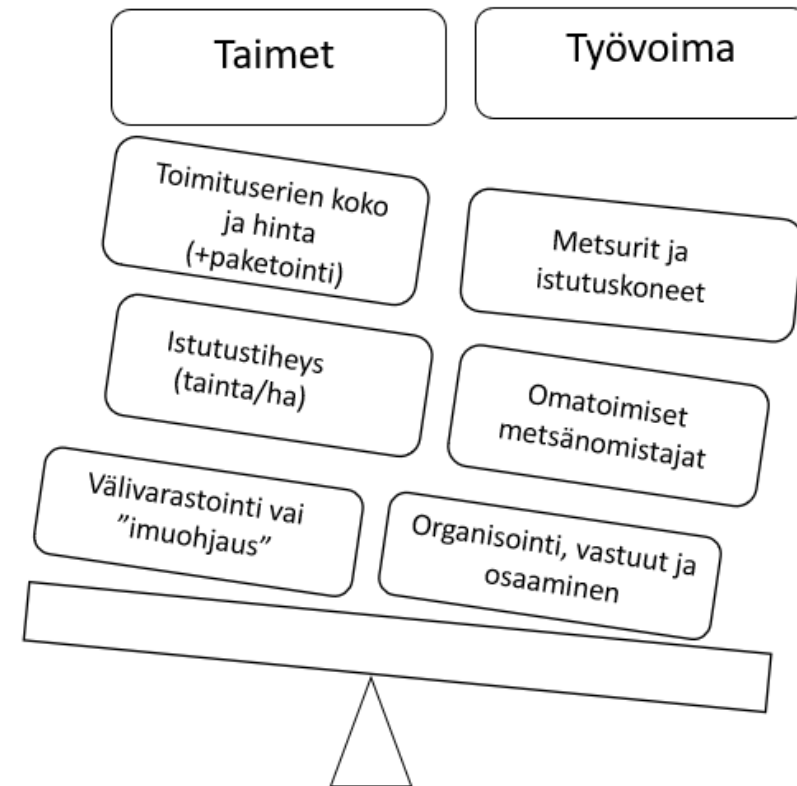 Taimet
Työvoima
Toimituserien koko
ja hinta
(+paketointi)
Metsurit ja
istutuskoneet
Istutustiheys
(tainta/ha)
Omatoimiset
metsänomistajat
Välivarastointi vai
”imuohjaus”
Organisointi, vastuut ja
osaaminen